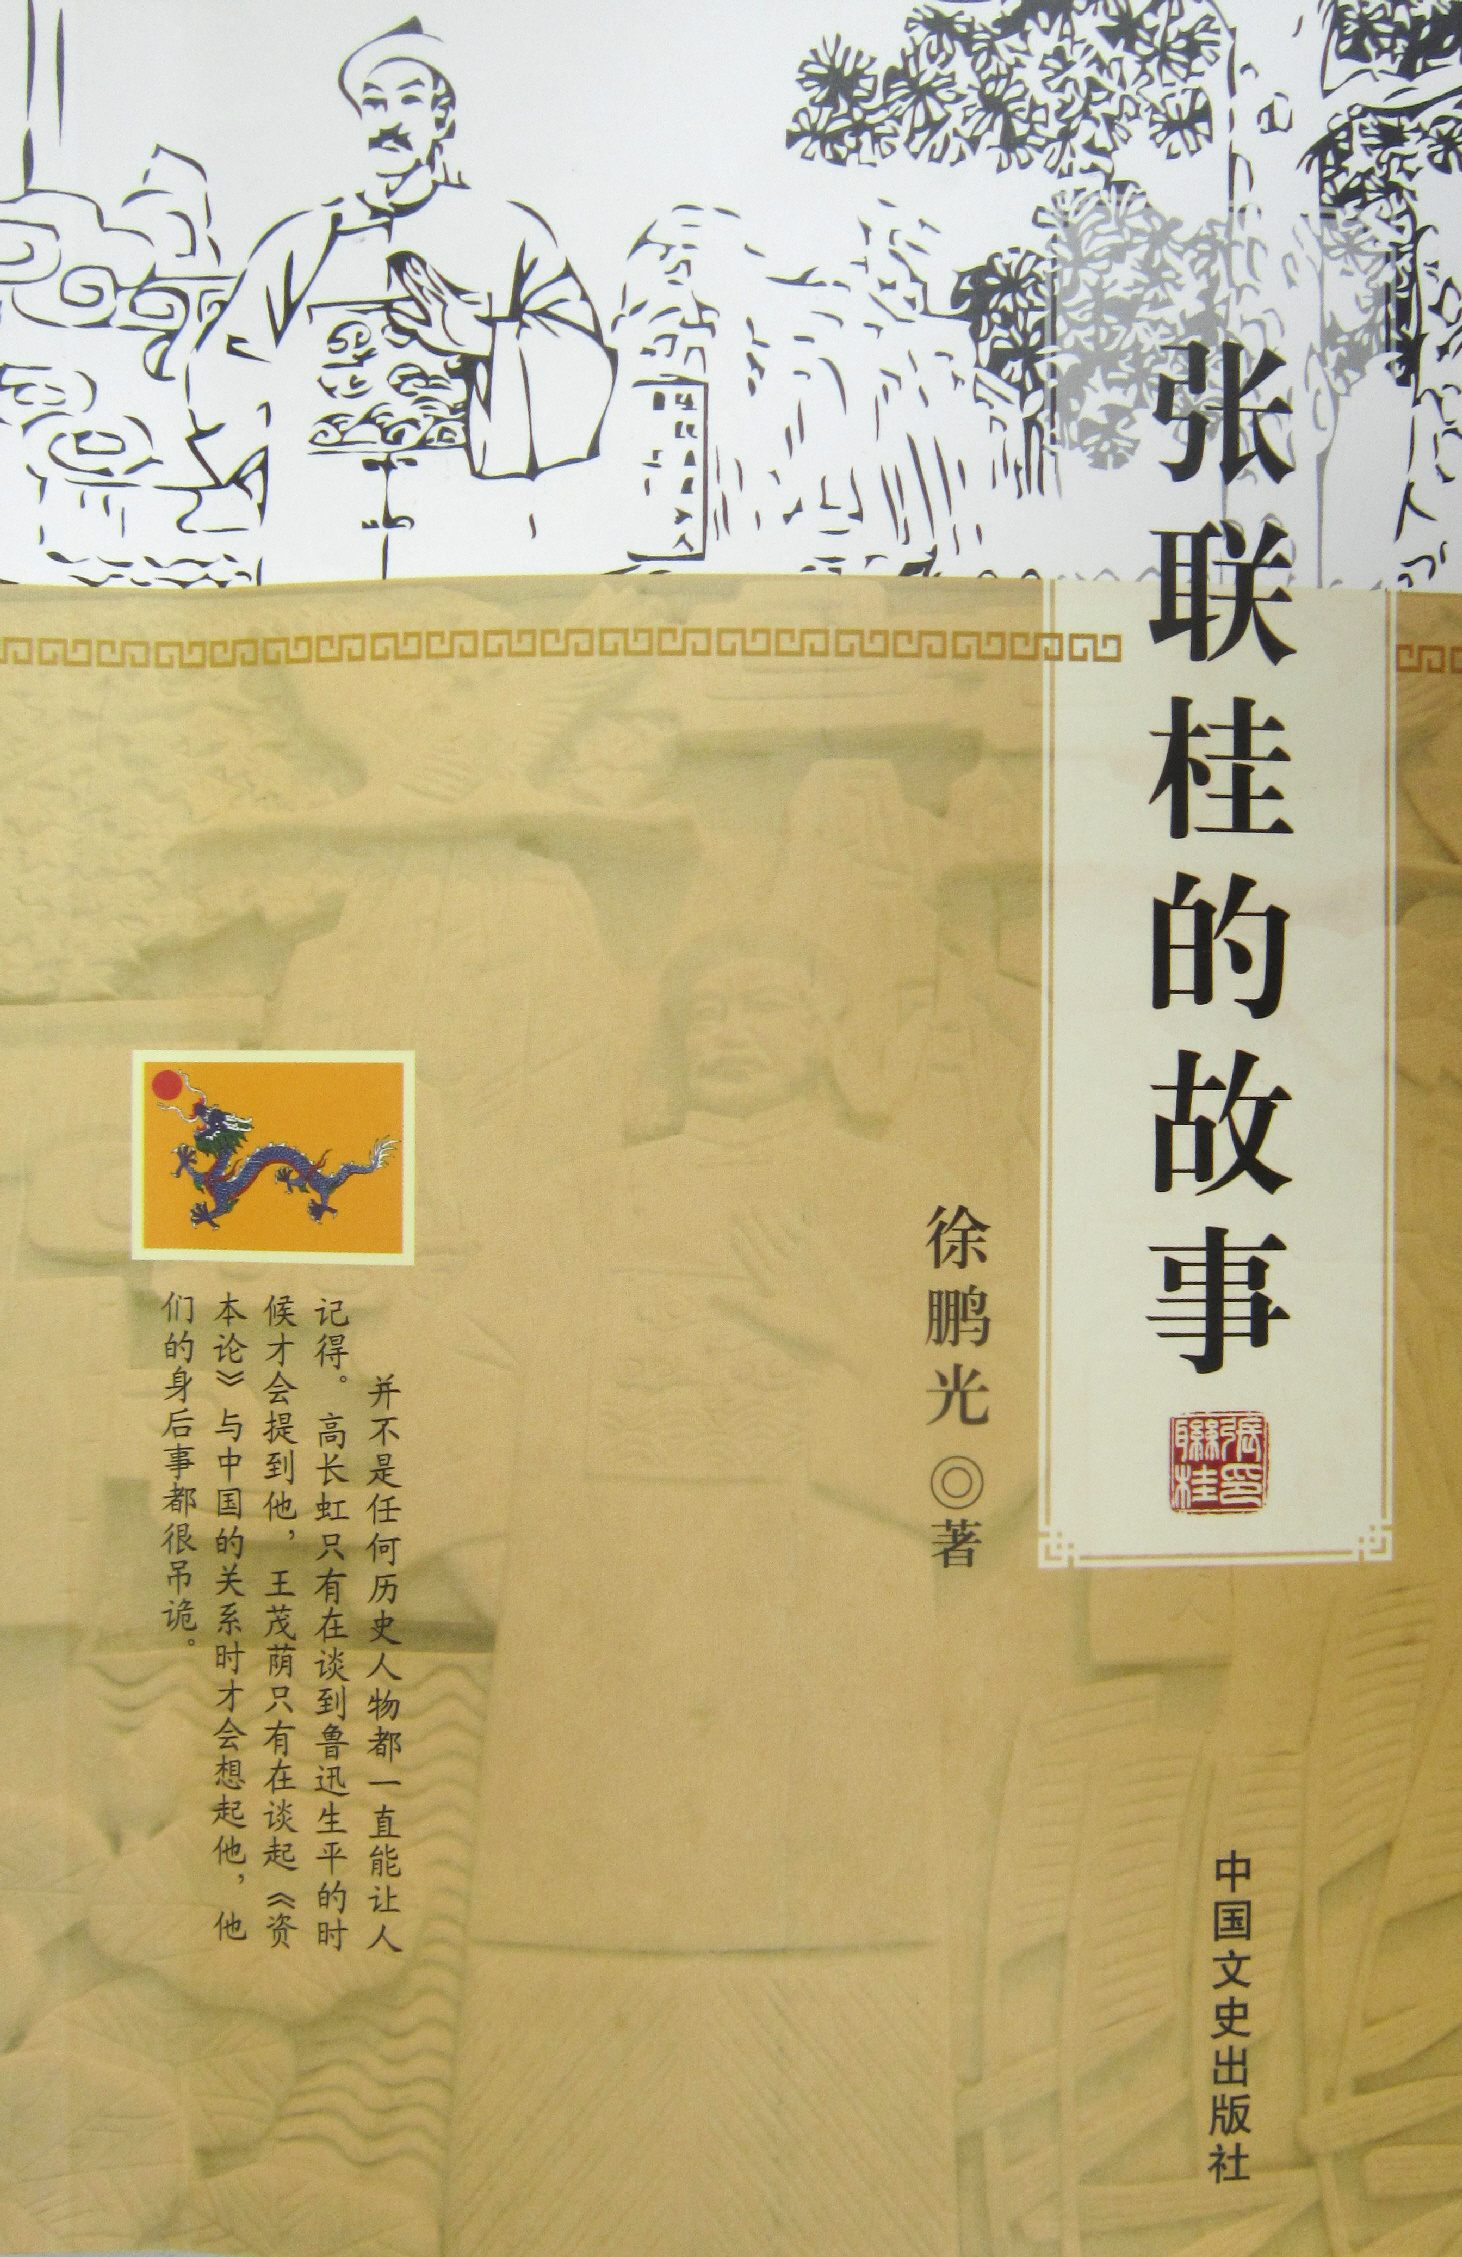 张联桂的故事
張聯桂印
徐鹏光◎著
并不是任何历史人物都一直能让人
记得。高长虹只有在谈到鲁迅生平的时
候才会提到他，王茂荫只有在谈起《资
本论》与中国的关系时才会想起他，他
们的身后事都很吊诡。
中国文史出版社